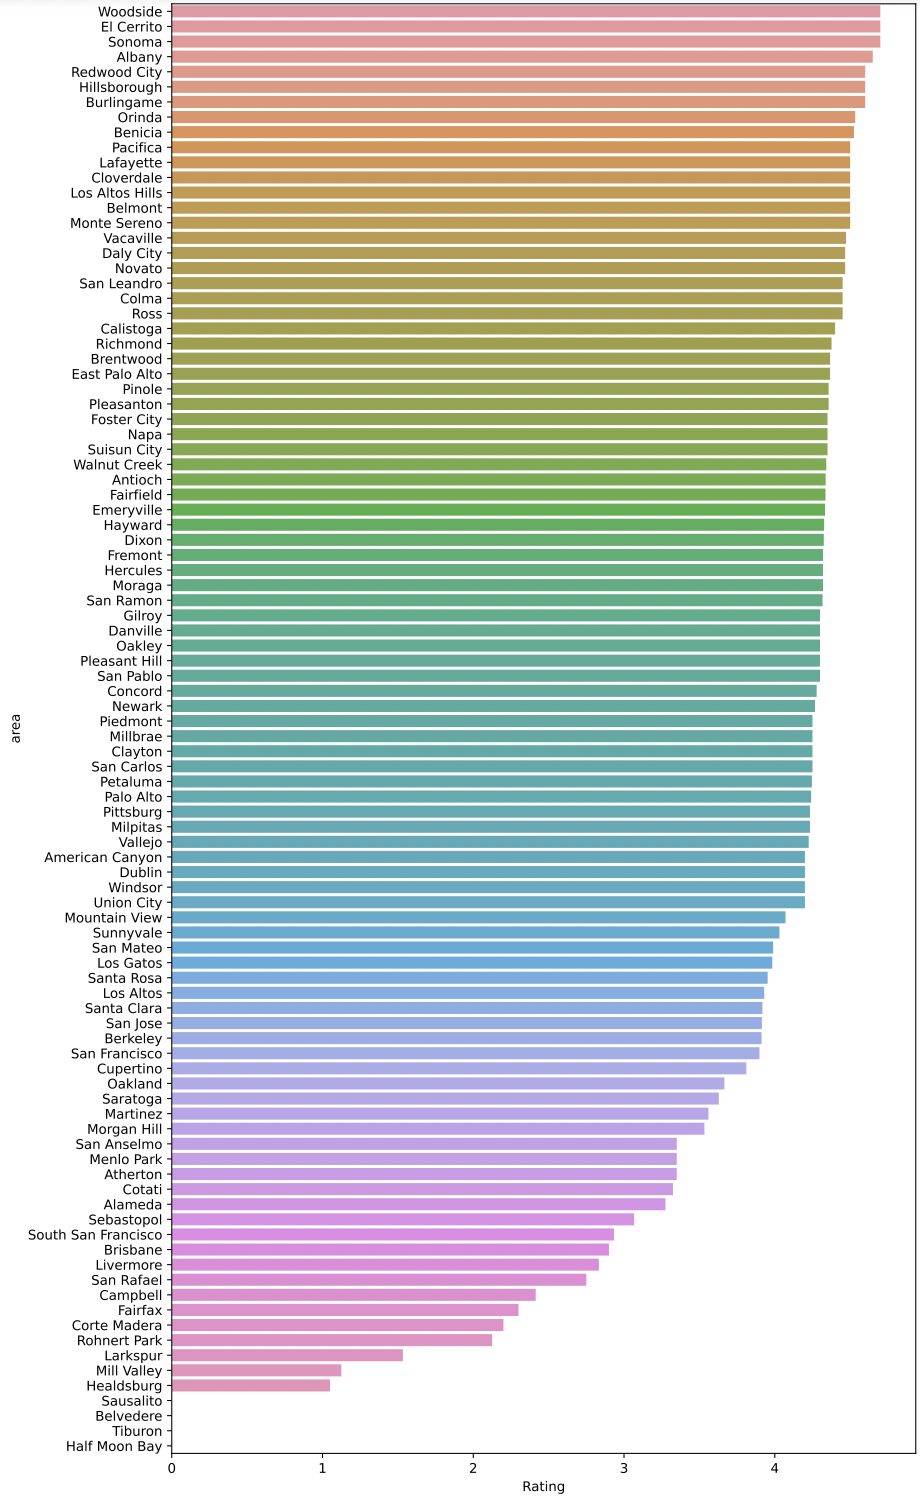 Woodside
El Cerrito
Sonoma
Albany
Redwood City
Hillsborough
Burlingame
Orinda
Benicia
Pacifica
Lafayette
Cloverdale
Los Altos Hills
Belmont
Monte Sereno
Vacaville
Daly City
Novato
San Leandro
Colma
Ross
Calistoga
Richmond
Brentwood
East Palo Alto
Pinole
Pleasanton
Foster City
Napa
Suisun City
Walnut Creek
Antioch
Fairfield
Emeryville
Hayward
Dixon
Fremont
Hercules
Moraga
San Ramon
Gilroy
Danville
Oakley
Pleasant Hill
San Pablo
Concord
Newark
Piedmont
Millbrae
Clayton
San Carlos
Petaluma
Palo Alto
Pittsburg
Milpitas
Vallejo
American Canyon
Dublin
Windsor
Union City
Mountain View
Sunnyvale
San Mateo
Los Gatos
Santa Rosa
Los Altos
Santa Clara
San Jose
Berkeley
San Francisco
Cupertino
Oakland
Saratoga
Martinez
Morgan Hill
San Anselmo
Menlo Park
Atherton
Cotati
Alameda
Sebastopol
South San Francisco
Brisbane
Livermore
San Rafael
Campbell
Fairfax
Corte Madera
Rohnert Park
Larkspur
Mill Valley
Healdsburg
Sausalito
Belvedere
Tiburon
Half Moon Bay
area
0 1 2 3 4
Rating